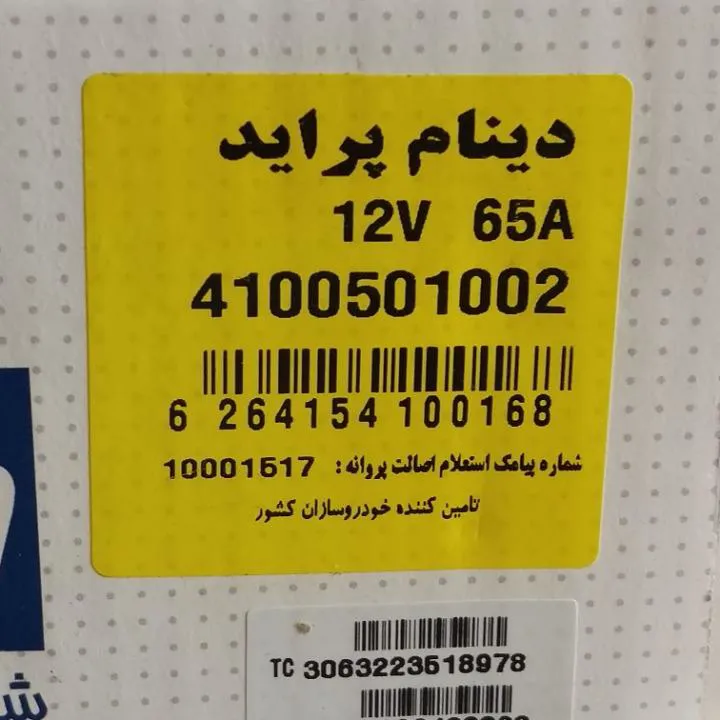 دینام پراید
12V 65A
4100501002
6 264154 100168
شماره پیامک استعلام اصالت پروانه : 10001517
تامین کننده خودروسازان کشور
TC 3063223518978